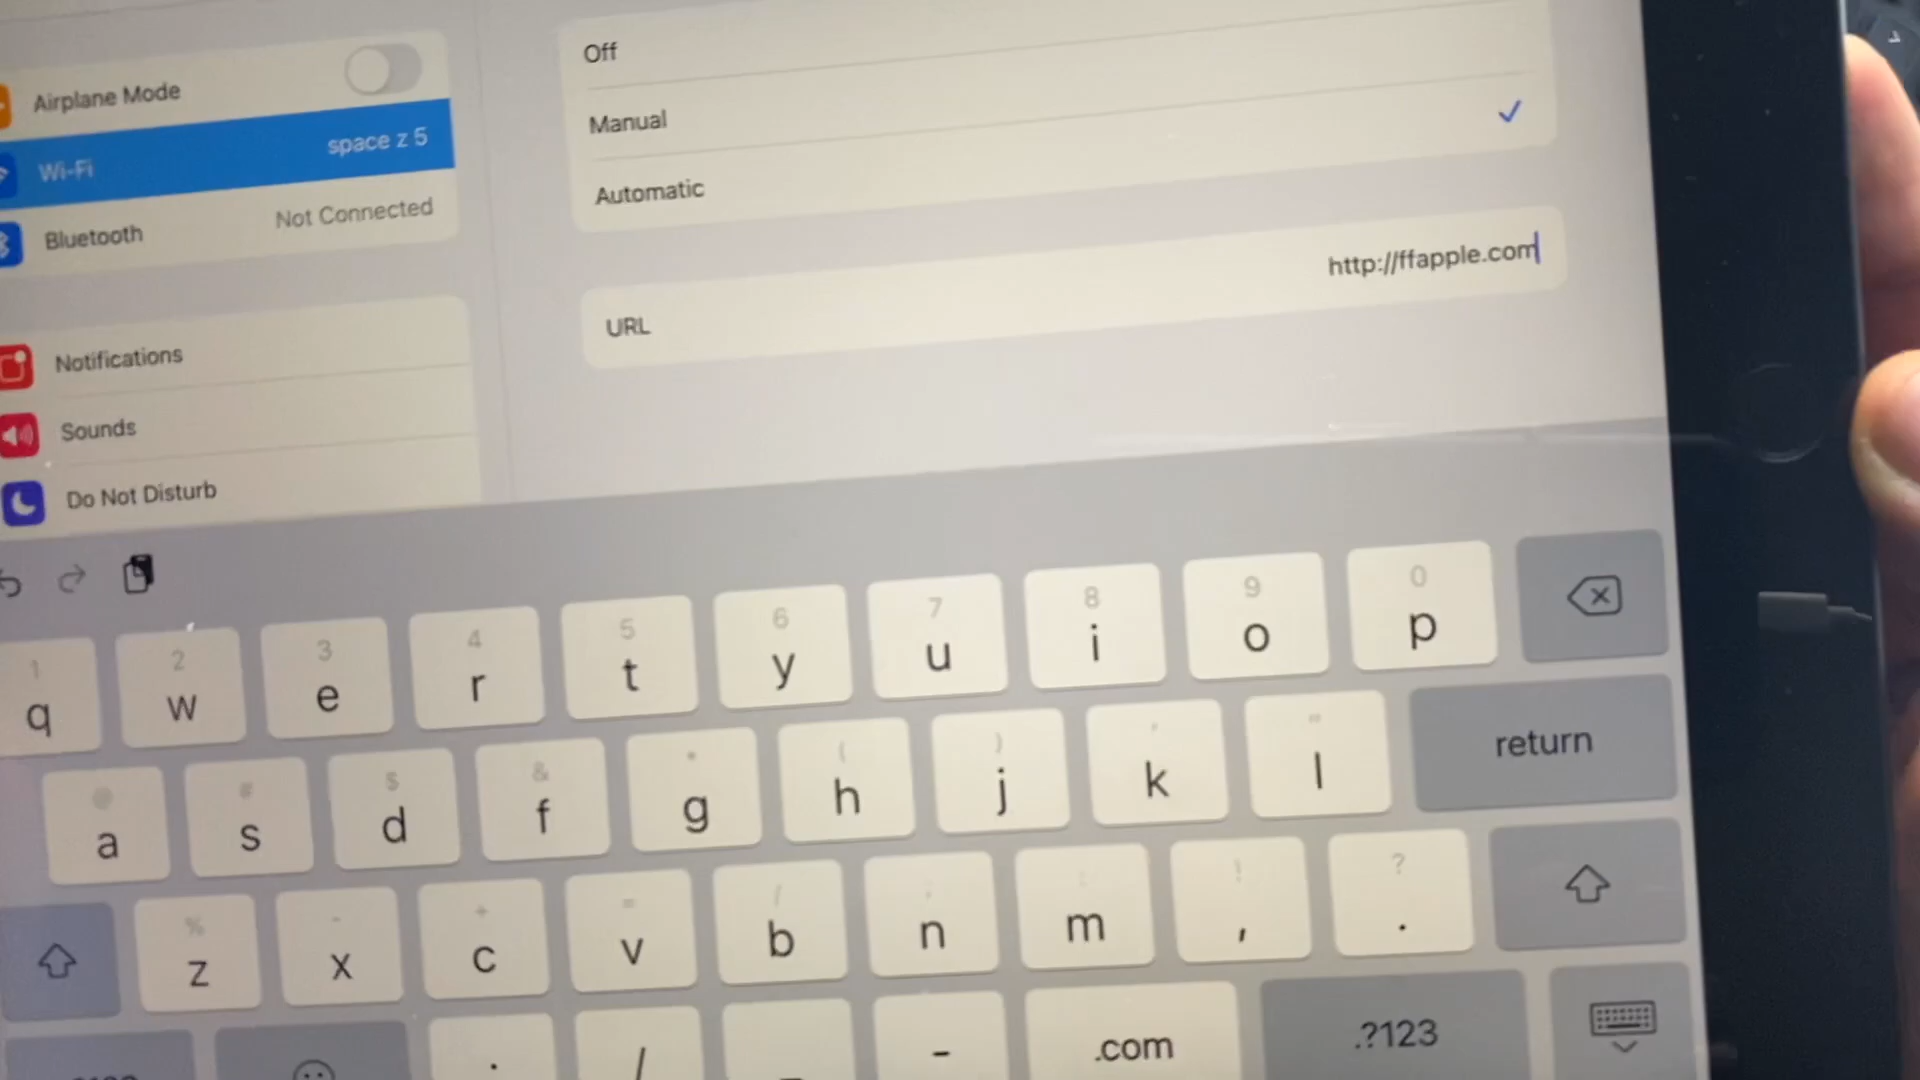 Off
Airplane Mode
Manual
Wi-Fi space z 5
Automatic
Bluetooth Not Connected
http://ffapple.com
URL
Notifications
Sounds
Do Not Disturb
1 2 3 4 5 6 7 8 9 0
q w e r t y u i o p
@ # $ & * ( ) ' "
a s d f g h j k l return
% - + = / ; : ! ?
z x c v b n m , .
. / _ - .com .?123